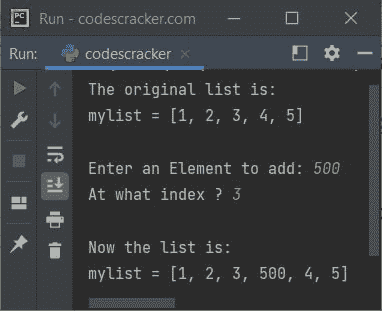 PC
Run - codescracker.com
Run: codescracker
The original list is:
mylist = [1, 2, 3, 4, 5]
Enter an Element to add: 500
At what index ? 3
Now the list is:
mylist = [1, 2, 3, 500, 4, 5]